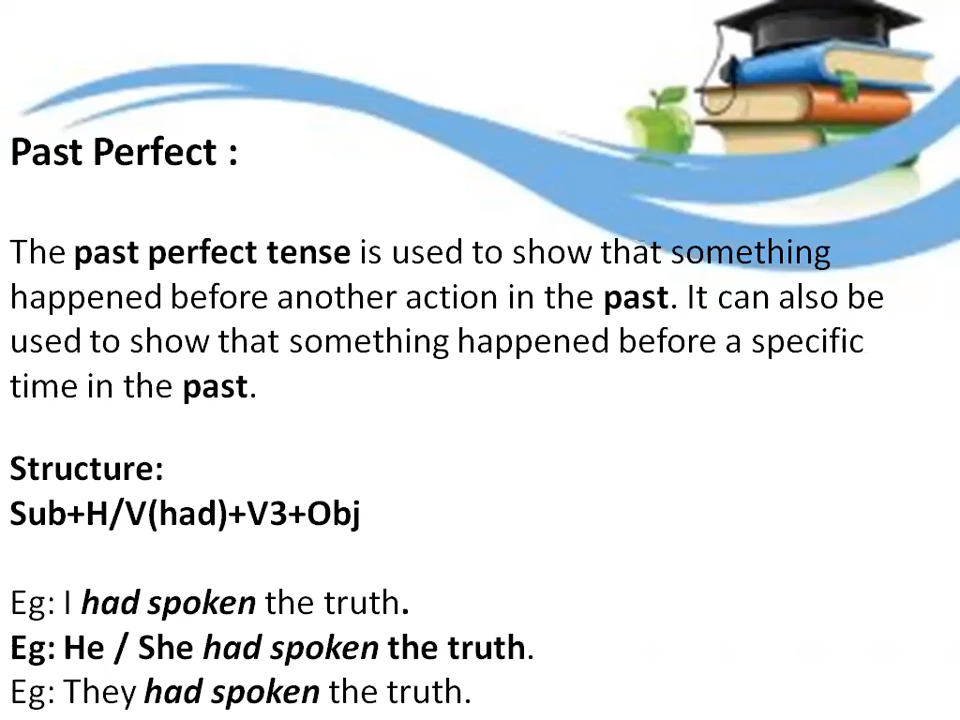 Past Perfect :
The past perfect tense is used to show that something
happened before another action in the past. It can also be
used to show that something happened before a specific
time in the past.
Structure:
Sub+H/V(had)+V3+Obj
Eg: I had spoken the truth.
Eg: He / She had spoken the truth.
Eg: They had spoken the truth.